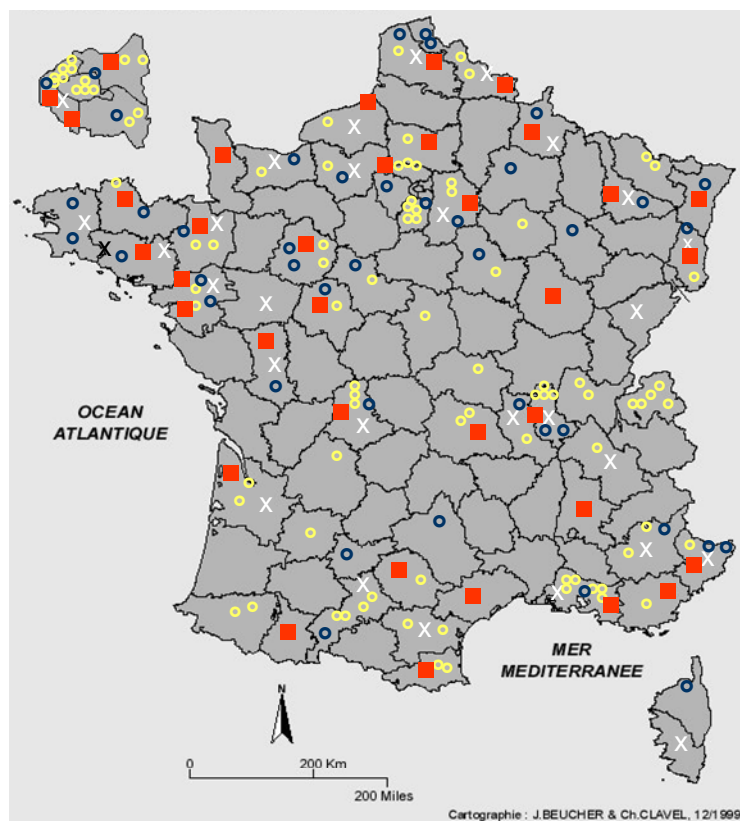 OCEAN
ATLANTIQUE
MER
MEDITERRANEE
N
0 200 Km
200 Miles
Cartographie : J.BEUCHER & Ch.CLAVEL, 12/1999